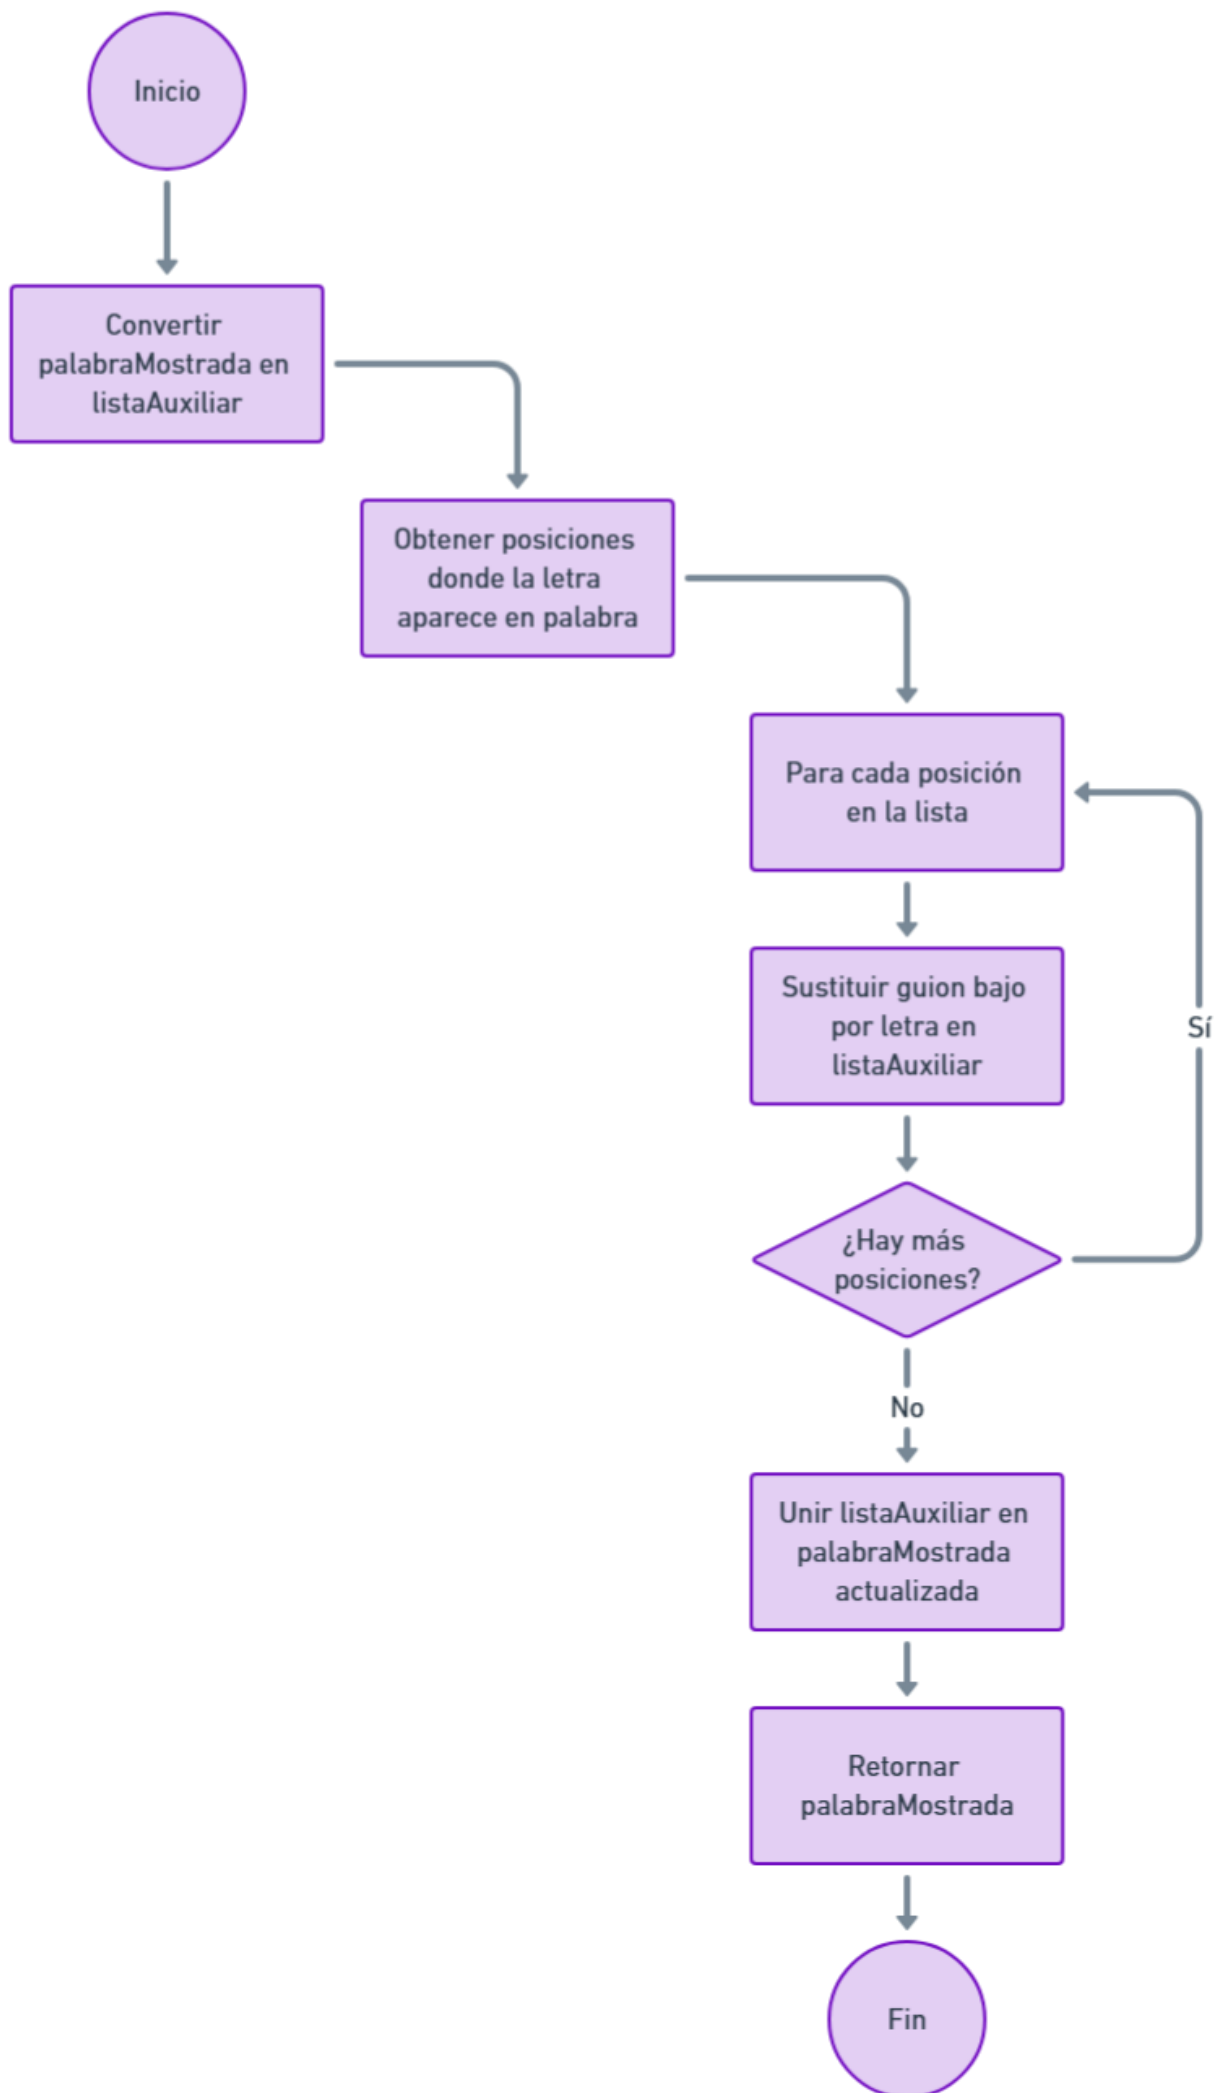 Inicio
Convertir
palabraMostrada en
listaAuxiliar
Obtener posiciones
donde la letra
aparece en palabra
Para cada posición
en la lista
Sustituir guion bajo
por letra en
listaAuxiliar
Sí
¿Hay más
posiciones?
No
Unir listaAuxiliar en
palabraMostrada
actualizada
Retornar
palabraMostrada
Fin